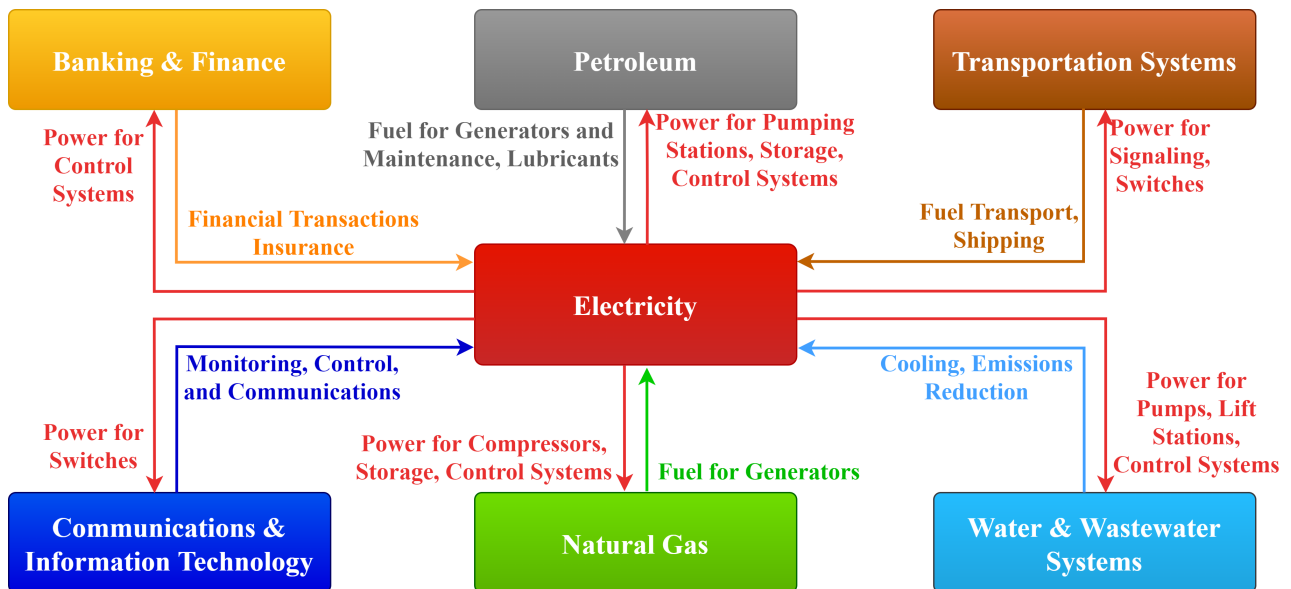 Banking & Finance
Petroleum
Transportation Systems
Power for
Control
Systems
Fuel for Generators and
Maintenance, Lubricants
Power for Pumping
Stations, Storage,
Control Systems
Power for
Signaling,
Switches
Financial Transactions
Insurance
Fuel Transport,
Shipping
Electricity
Monitoring, Control,
and Communications
Cooling, Emissions
Reduction
Power for
Switches
Power for Compressors,
Storage, Control Systems
Fuel for Generators
Power for
Pumps, Lift
Stations,
Control Systems
Communications &
Information Technology
Natural Gas
Water & Wastewater
Systems